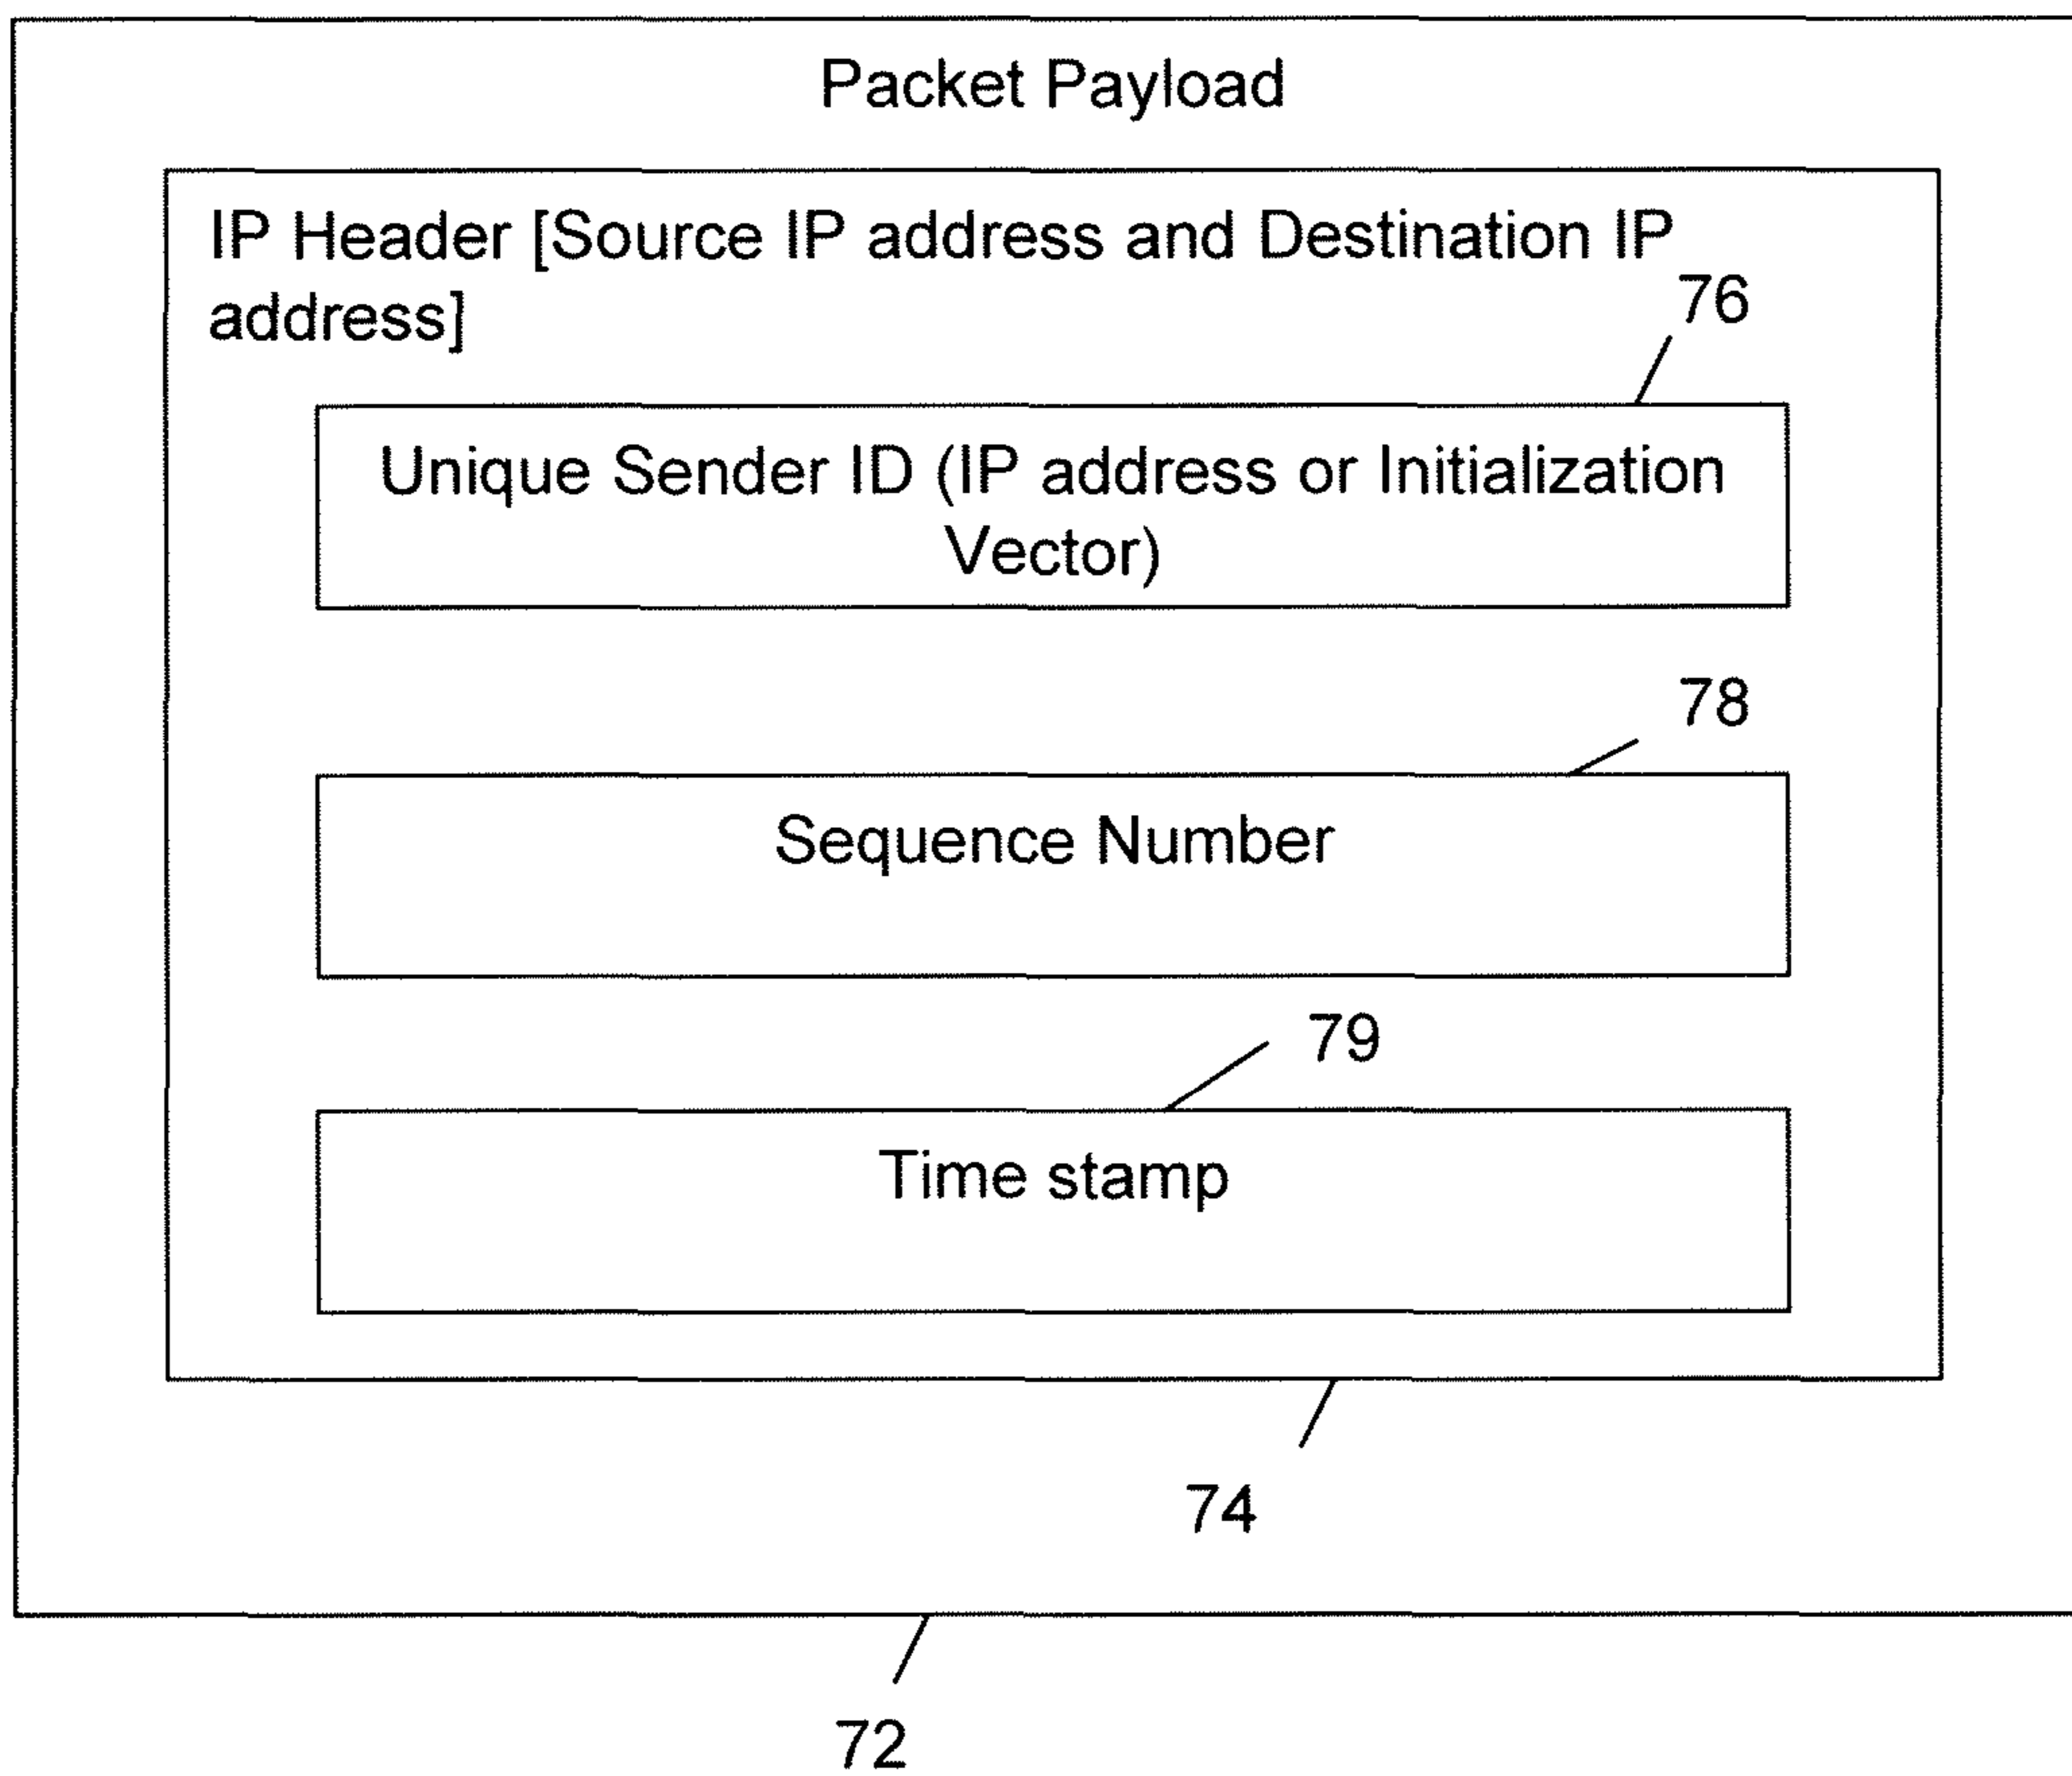 Packet Payload
IP Header [Source IP address and Destination IP
address]
76
Unique Sender ID (IP address or Initialization
Vector)
78
Sequence Number
79
Time stamp
74
72